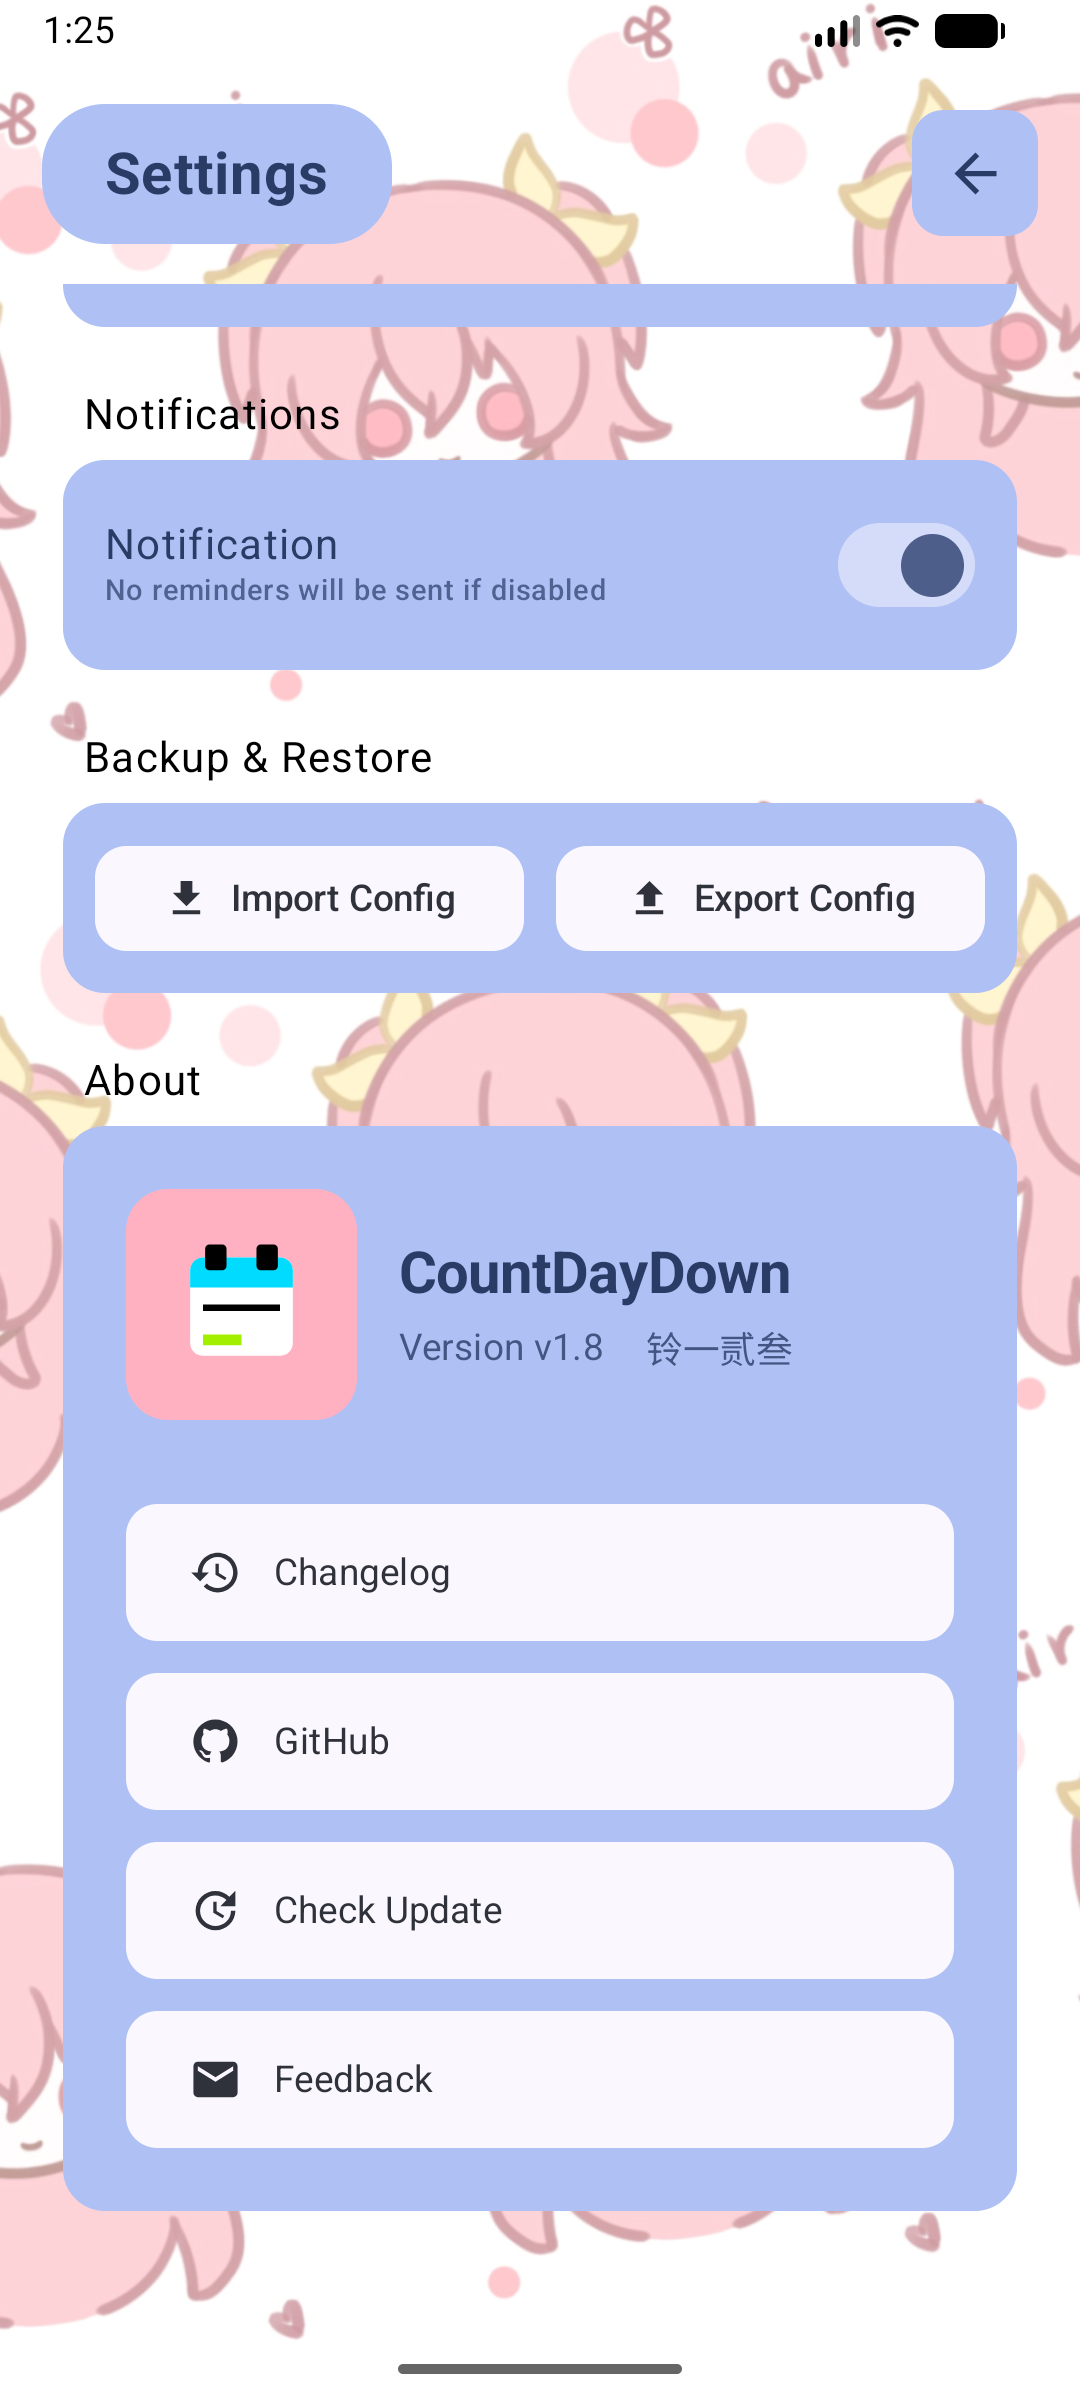 1:25
airi
Settings
Notifications
Notification
No reminders will be sent if disabled
Backup & Restore
Import Config
Export Config
About
CountDayDown
Version v1.8 铃一贰叁
Changelog
GitHub
Check Update
Feedback